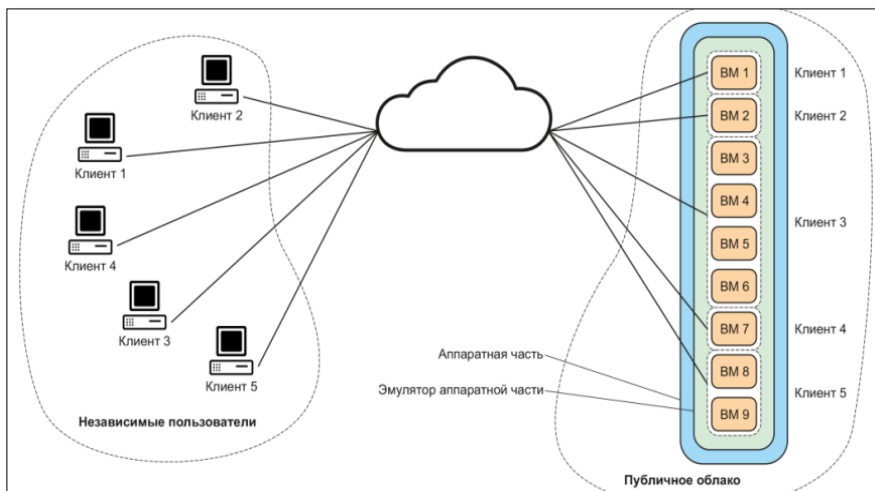 Клиент 2
Клиент 1
Клиент 4
Клиент 3
Клиент 5
Независимые пользователи
Аппаратная часть
Эмулятор аппаратной части
ВМ 1
ВМ 2
ВМ 3
ВМ 4
ВМ 5
ВМ 6
ВМ 7
ВМ 8
ВМ 9
Клиент 1
Клиент 2
Клиент 3
Клиент 4
Клиент 5
Публичное облако